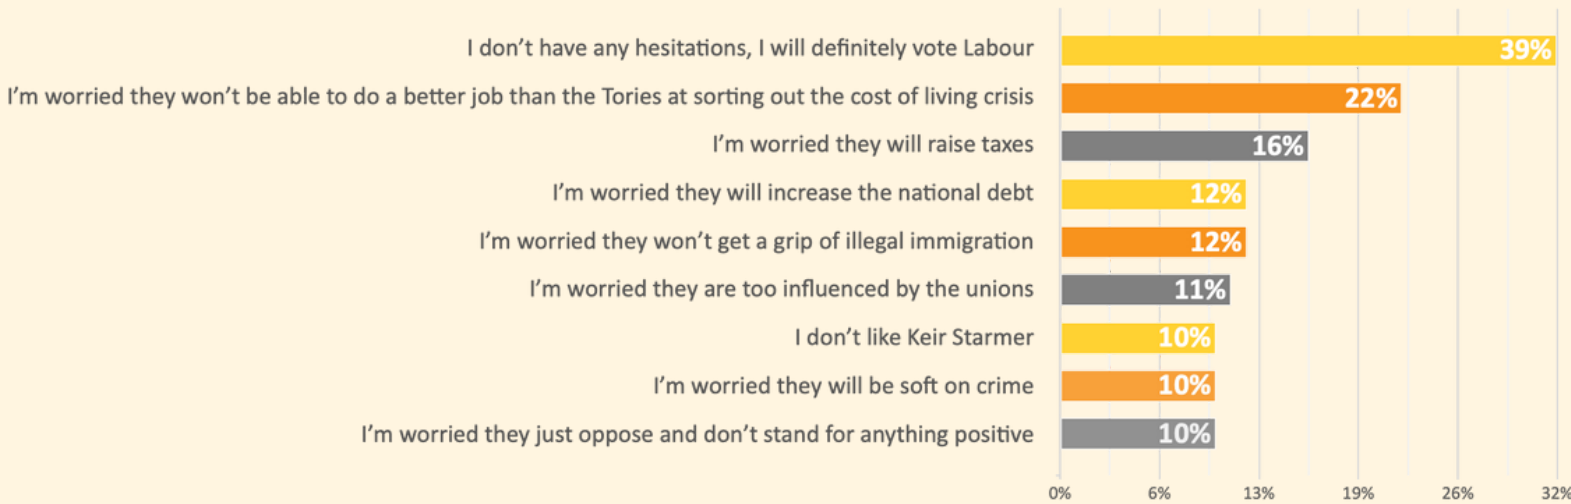 I don't have any hesitations, I will definitely vote Labour 39%
I'm worried they won't be able to do a better job than the Tories at sorting out the cost of living crisis 22%
I'm worried they will raise taxes 16%
I'm worried they will increase the national debt 12%
I'm worried they won't get a grip of illegal immigration 12%
I'm worried they are too influenced by the unions 11%
I don't like Keir Starmer 10%
I'm worried they will be soft on crime 10%
I'm worried they just oppose and don't stand for anything positive 10%
0% 6% 13% 19% 26% 32%